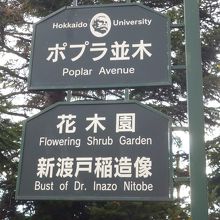 Hokkaido University
ポプラ並木
Poplar Avenue
花木園
Flowering Shrub Garden
新渡戸稲造像
Bust of Dr. Inazo Nitobe